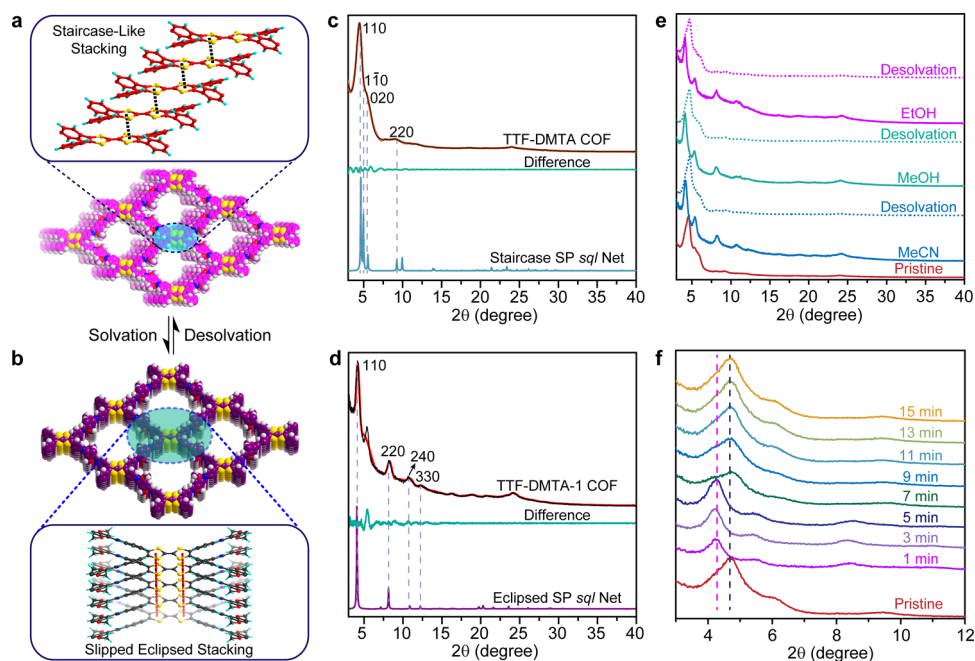 a
Staircase-Like
Stacking
Solvation
Desolvation
b
Slipped Eclipsed Stacking
c
110
11̄0
020
220
TTF-DMTA COF
Difference
Staircase SP sql Net
5 10 15 20 25 30 35 40
2θ (degree)
d
110
220
240
330
TTF-DMTA-1 COF
Difference
Eclipsed SP sql Net
5 10 15 20 25 30 35 40
2θ (degree)
e
Desolvation
EtOH
Desolvation
MeOH
Desolvation
MeCN
Pristine
5 10 15 20 25 30 35 40
2θ (degree)
f
15 min
13 min
11 min
9 min
7 min
5 min
3 min
1 min
Pristine
4 6 8 10 12
2θ (degree)